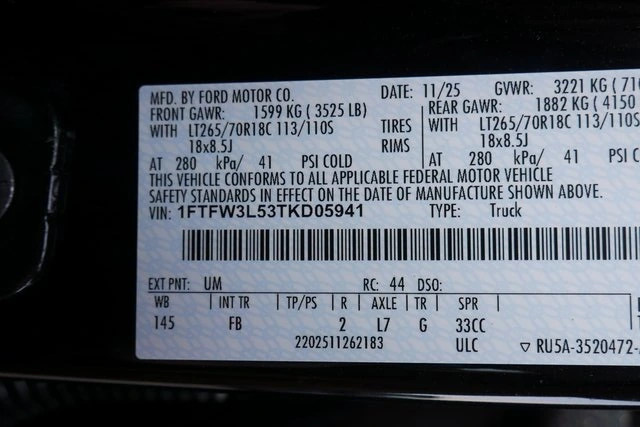 MFD. BY FORD MOTOR CO. DATE: 11/25 GVWR: 3221 KG (
FRONT GAWR: 1599 KG ( 3525 LB) REAR GAWR: 1882 KG ( 4150
WITH LT265/70R18C 113/110S TIRES WITH LT265/70R18C 113/110S
18x8.5J RIMS 18x8.5J
AT 280 kPa/ 41 PSI COLD AT 280 kPa/ 41 PSI
THIS VEHICLE CONFORMS TO ALL APPLICABLE FEDERAL MOTOR VEHICLE
SAFETY STANDARDS IN EFFECT ON THE DATE OF MANUFACTURE SHOWN ABOVE.
VIN: 1FTFW3L53TKD05941 TYPE: Truck
EXT PNT: UM RC: 44 DSO:
WB INT TR TP/PS R AXLE TR SPR
145 FB 2 L7 G 33CC
2202511262183 ULC ▽ RU5A-3520472-